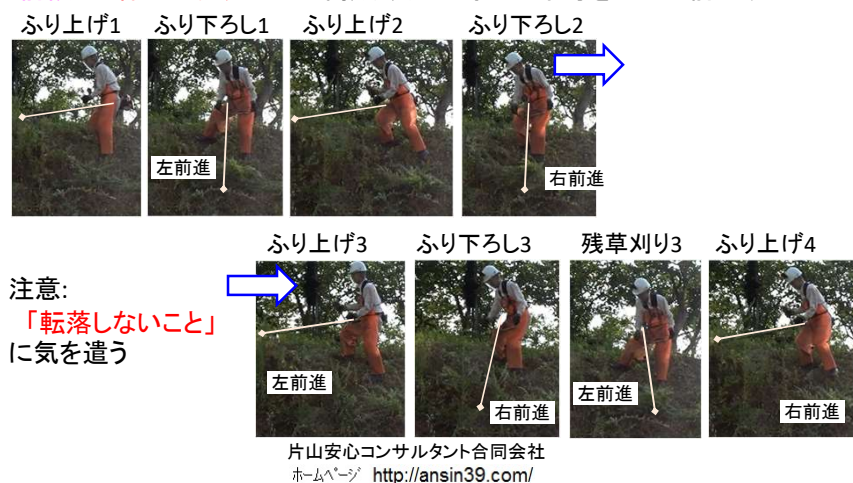 ふり上げ1
ふり下ろし1
ふり上げ2
ふり下ろし2
左前進
右前進
ふり上げ3
ふり下ろし3
残草刈り3
ふり上げ4
注意:
「転落しないこと」
に気を遣う
左前進
右前進
左前進
右前進
片山安心コンサルタント合同会社
ホームページ http://ansin39.com/